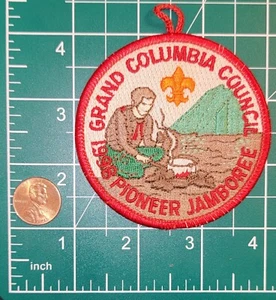 4
3
2
1
GRAND COLUMBIA COUNCIL
PIONEER JAMBOREE
1 2 3 4
inch